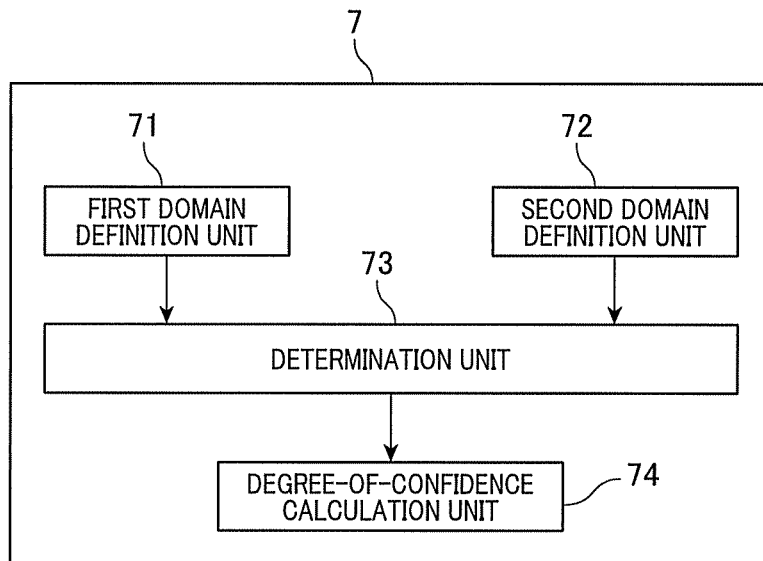 7
71
72
FIRST DOMAIN
DEFINITION UNIT
SECOND DOMAIN
DEFINITION UNIT
73
DETERMINATION UNIT
DEGREE-OF-CONFIDENCE
CALCULATION UNIT
74